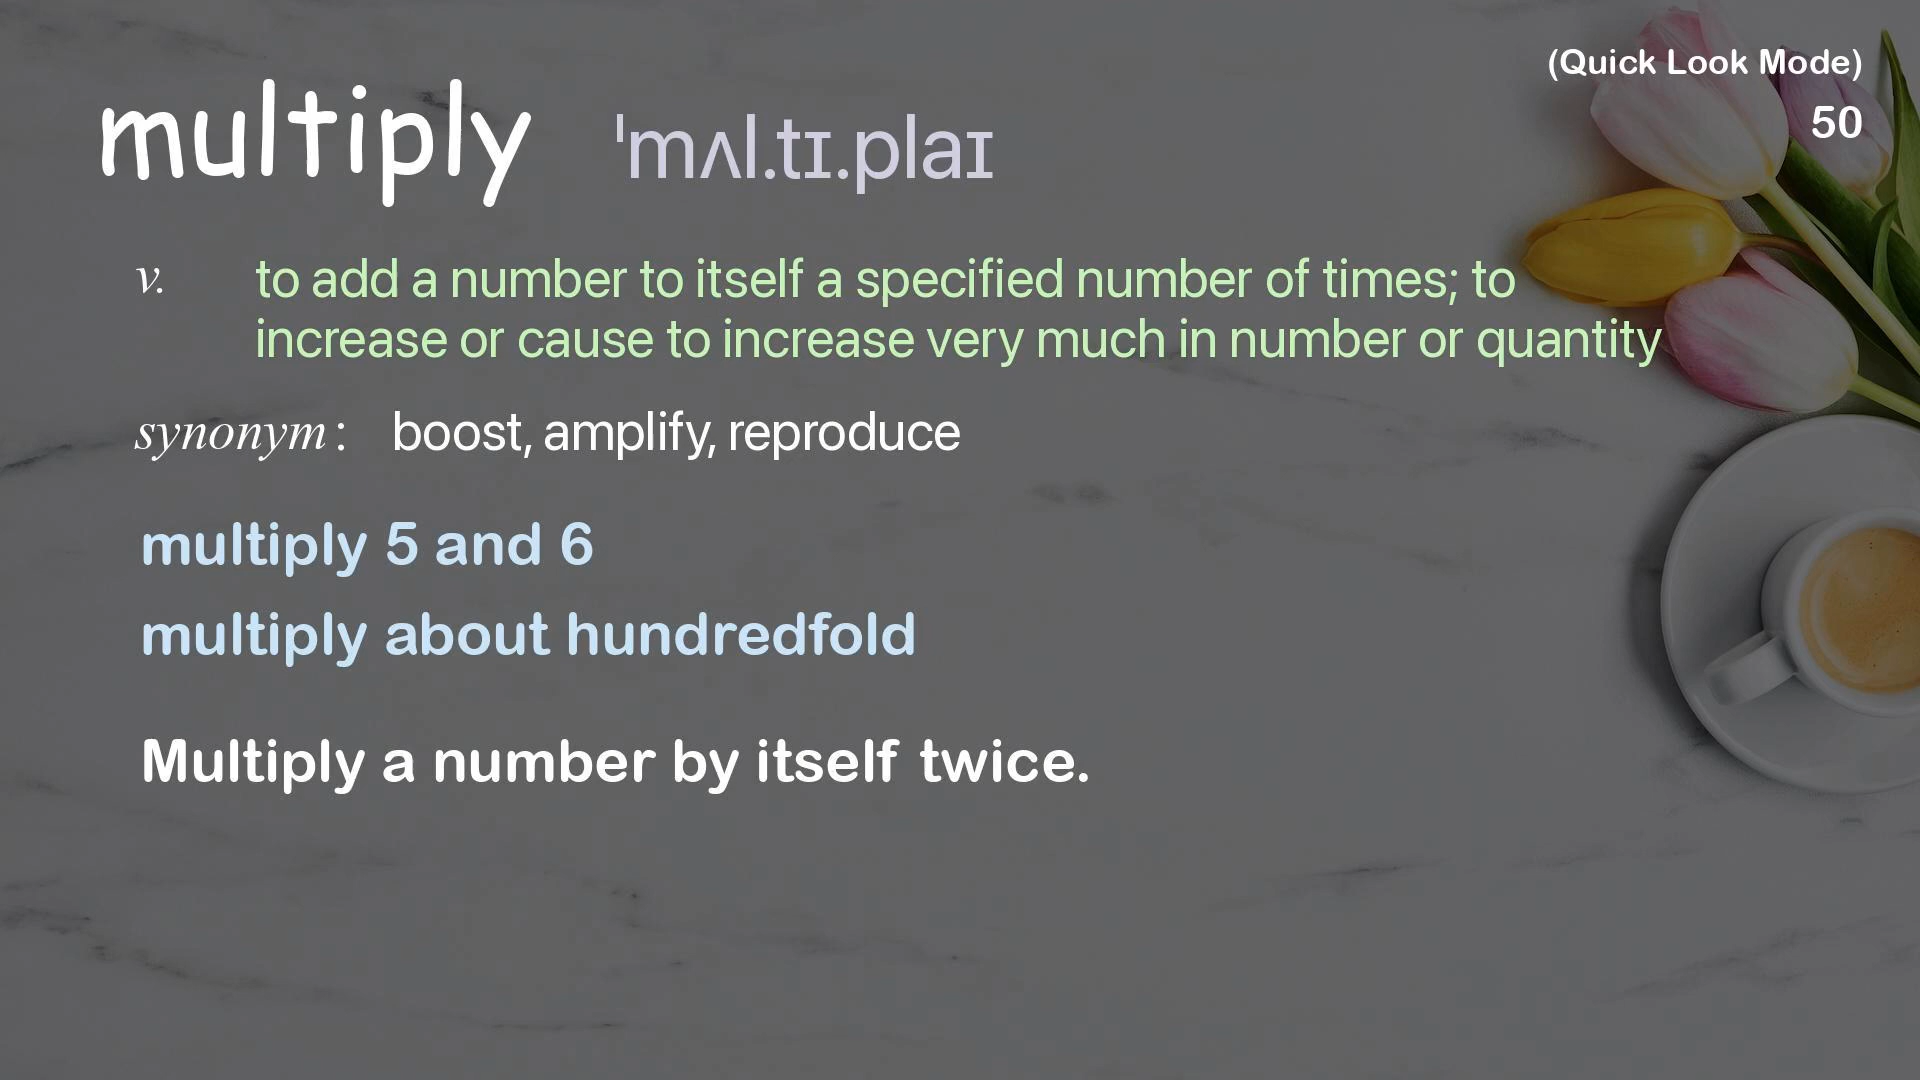 (Quick Look Mode)
50
multiply ˈmʌl.tɪ.plaɪ
v. to add a number to itself a specified number of times; to
increase or cause to increase very much in number or quantity
synonym: boost, amplify, reproduce
multiply 5 and 6
multiply about hundredfold
Multiply a number by itself twice.